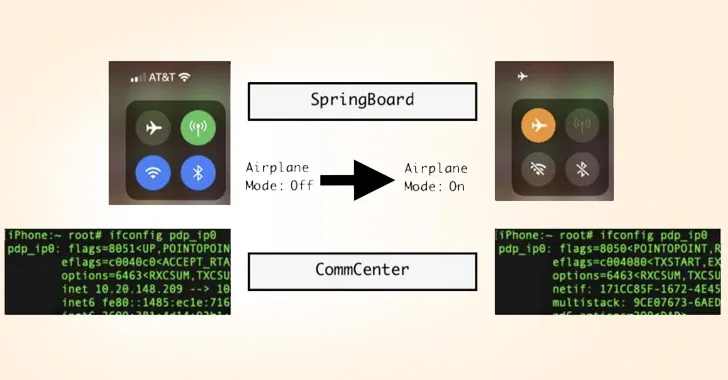 AT&T
SpringBoard
Airplane
Mode: Off
Airplane
Mode: On
iPhone:~ root# ifconfig pdp_ip0
pdp_ip0: flags=8051<UP,POINTOPOIN
eflags=c0040c0<ACCEPT_RTA
options=6463<RXCSUM,TXCSU
inet 10.20.148.209 --> 10
inet6 fe80::1485:ec1e:716
CommCenter
iPhone:~ root# ifconfig pdp_ip0
pdp_ip0: flags=8050<POINTOPOINT,R
eflags=c004080<TXSTART,EX
options=6463<RXCSUM,TXCSUM
netif: 171CC85F-1672-4E45
multistack: 9CE07673-6AED